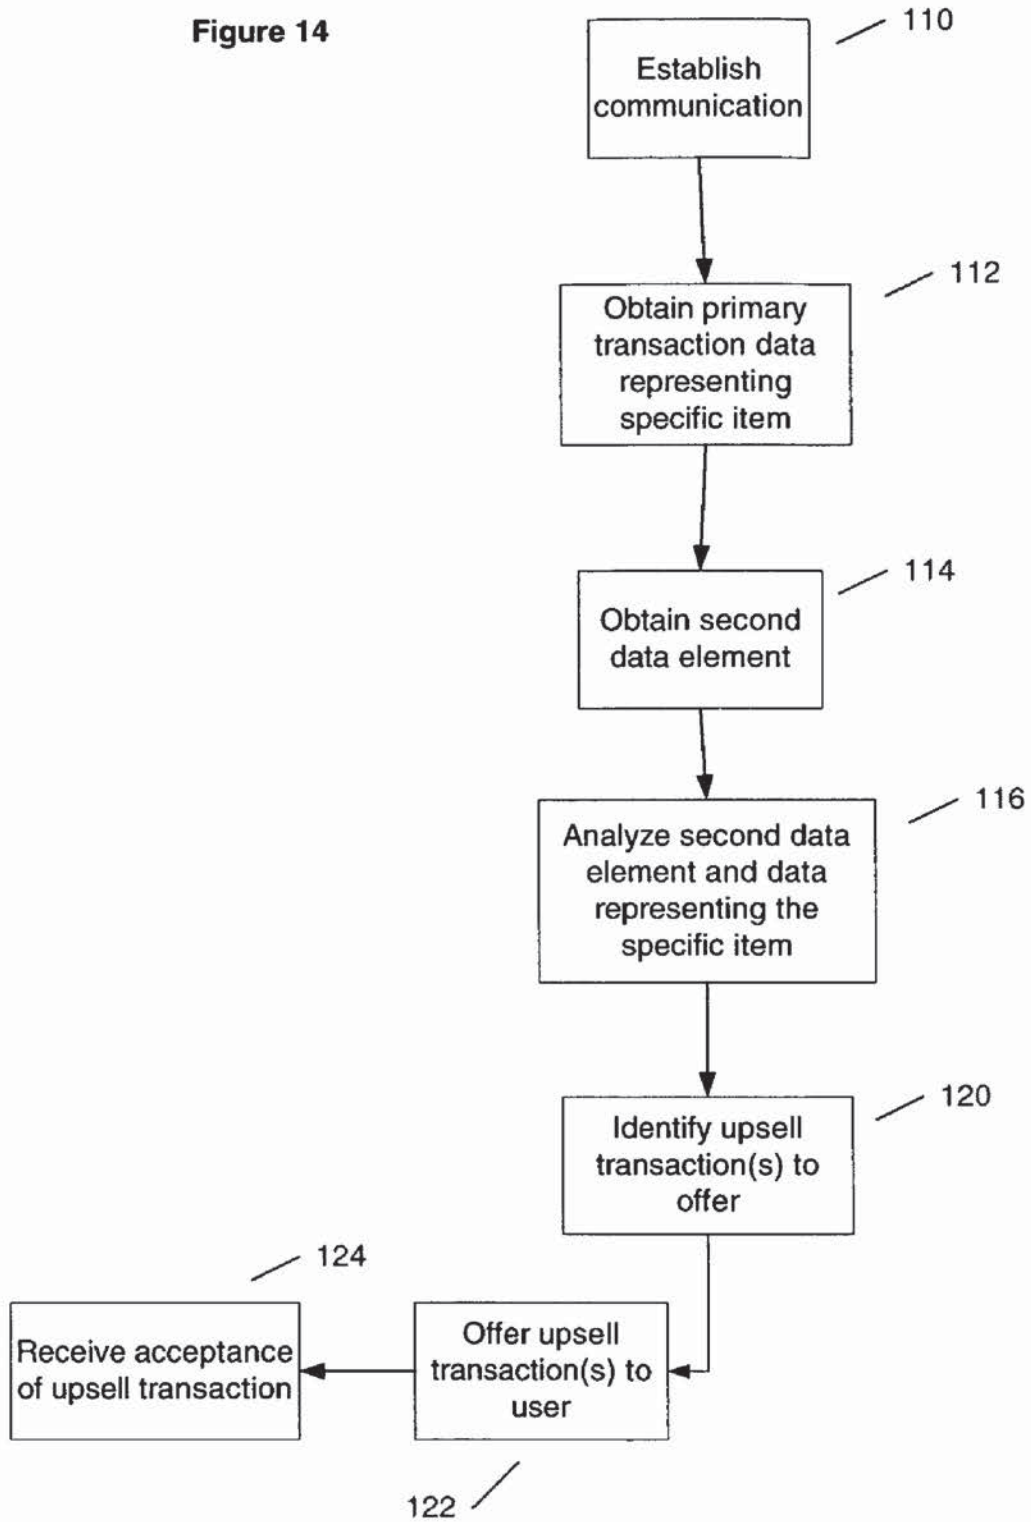 Figure 14
110
Establish
communication
112
Obtain primary
transaction data
representing
specific item
114
Obtain second
data element
116
Analyze second data
element and data
representing the
specific item
120
Identify upsell
transaction(s) to
offer
124
Receive acceptance
of upsell transaction
Offer upsell
transaction(s) to
user
122